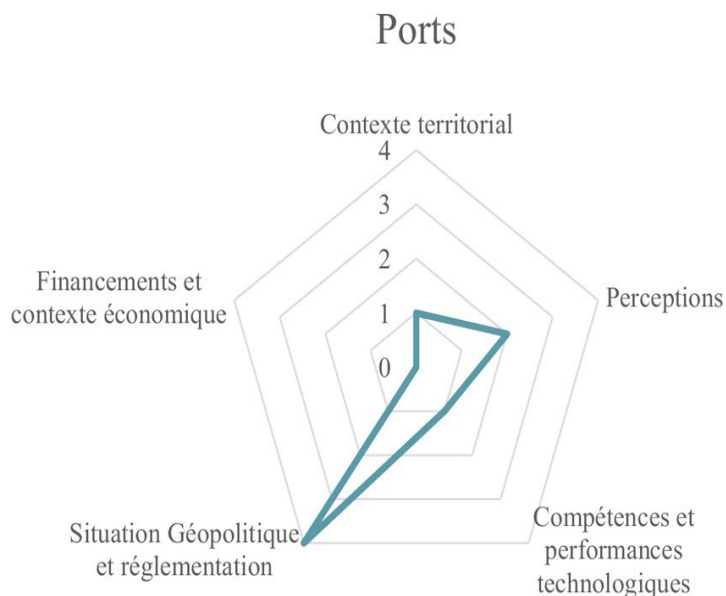 Ports
Contexte territorial
4
3
2
1
0
Perceptions
Compétences et
performances
technologiques
Situation Géopolitique
et réglementation
Financements et
contexte économique